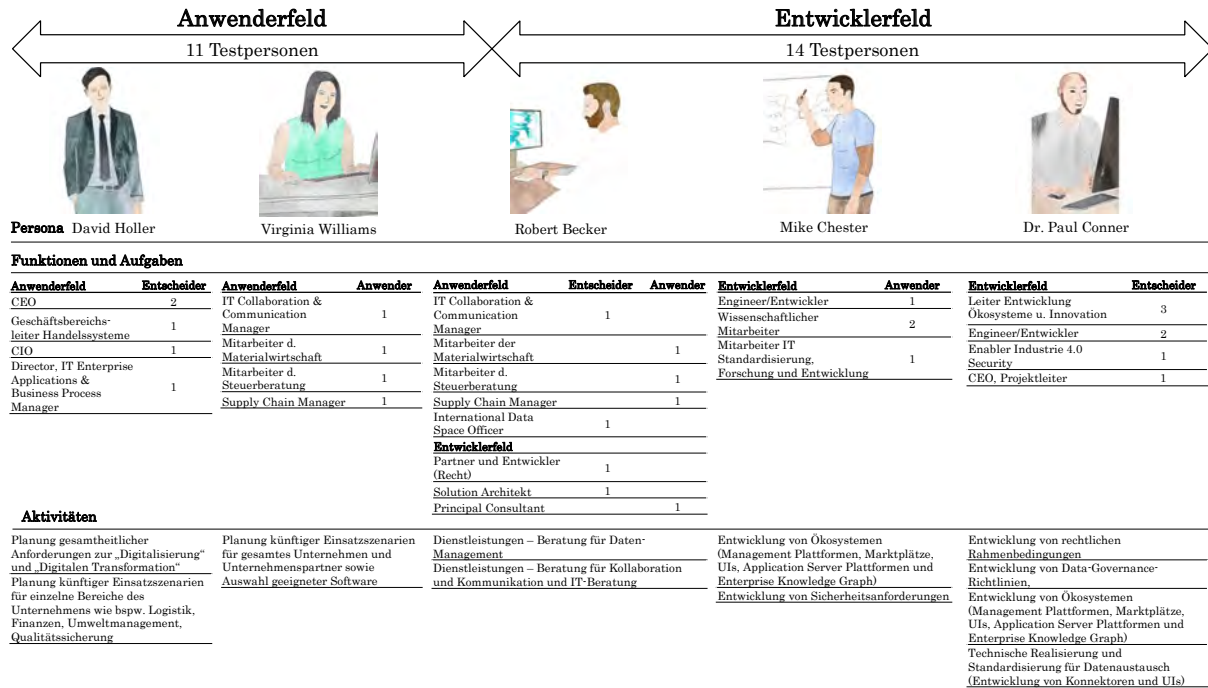 Anwenderfeld
Entwicklerfeld
11 Testpersonen
14 Testpersonen
Persona David Holler
Virginia Williams
Robert Becker
Mike Chester
Dr. Paul Conner
Funktionen und Aufgaben
Anwenderfeld Entscheider
CEO 2
Geschäftsbereichs-
leiter Handelssysteme 1
CIO 1
Director, IT Enterprise
Applications &
Business Process
Manager 1
Anwenderfeld Anwender
IT Collaboration &
Communication
Manager 1
Mitarbeiter d.
Materialwirtschaft 1
Mitarbeiter d.
Steuerberatung 1
Supply Chain Manager 1
Anwenderfeld Entscheider Anwender
IT Collaboration &
Communication
Manager 1
Mitarbeiter der
Materialwirtschaft 1
Mitarbeiter d.
Steuerberatung 1
Supply Chain Manager 1
International Data
Space Officer 1
Entwicklerfeld
Partner und Entwickler
(Recht) 1
Solution Architekt 1
Principal Consultant 1
Entwicklerfeld Anwender
Engineer/Entwickler 1
Wissenschaftlicher
Mitarbeiter 2
Mitarbeiter IT
Standardisierung,
Forschung und Entwicklung 1
Entwicklerfeld Entscheider
Leiter Entwicklung
Ökosysteme u. Innovation 3
Engineer/Entwickler 2
Enabler Industrie 4.0
Security 1
CEO, Projektleiter 1
Aktivitäten
Planung gesamtheitlicher
Anforderungen zur „Digitalisierung“
und „Digitalen Transformation“
Planung künftiger Einsatzszenarien
für einzelne Bereiche des
Unternehmens wie bspw. Logistik,
Finanzen, Umweltmanagement,
Qualitätssicherung
Planung künftiger Einsatzszenarien
für gesamtes Unternehmen und
Unternehmenspartner sowie
Auswahl geeigneter Software
Dienstleistungen – Beratung für Daten-
Management
Dienstleistungen – Beratung für Kollaboration
und Kommunikation und IT-Beratung
Entwicklung von Ökosystemen
(Management Plattformen, Marktplätze,
UIs, Application Server Plattformen und
Enterprise Knowledge Graph)
Entwicklung von Sicherheitsanforderungen
Entwicklung von rechtlichen
Rahmenbedingungen
Entwicklung von Data-Governance-
Richtlinien,
Entwicklung von Ökosystemen
(Management Plattformen, Marktplätze,
UIs, Application Server Plattformen und
Enterprise Knowledge Graph)
Technische Realisierung und
Standardisierung für Datenaustausch
(Entwicklung von Konnektoren und UIs)